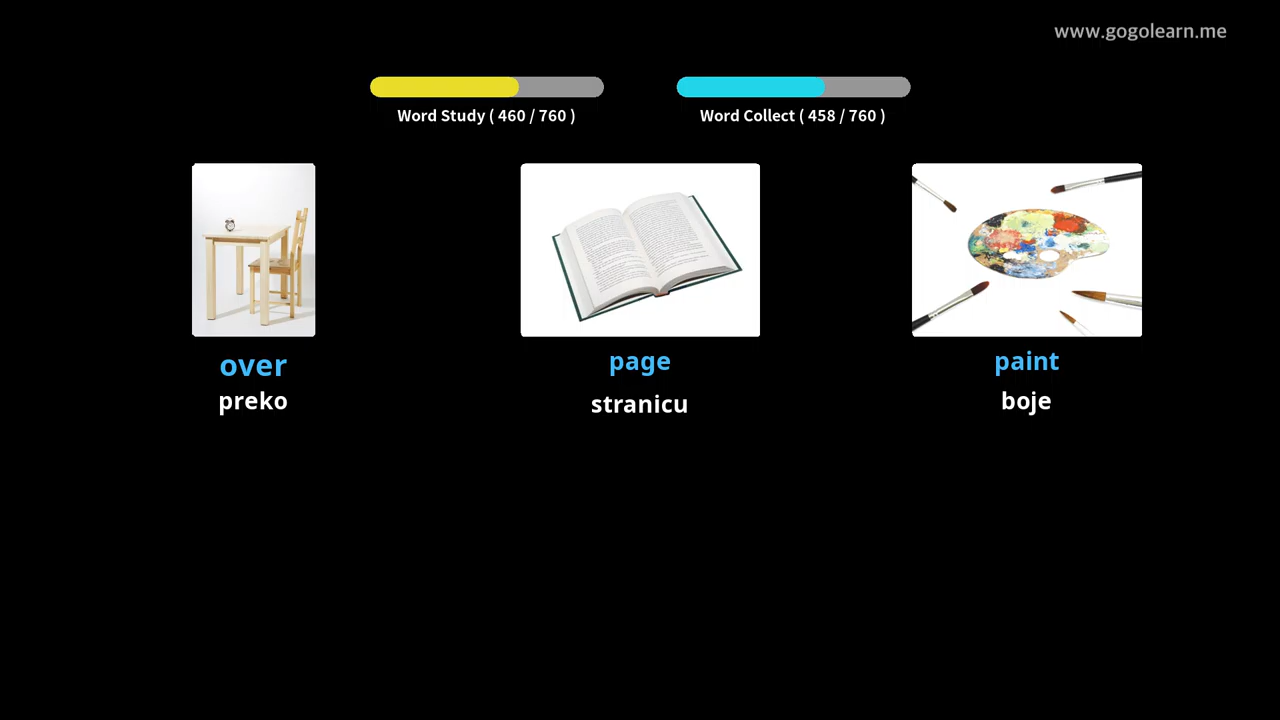 www.gogolearn.me
Word Study ( 460 / 760 )
Word Collect ( 458 / 760 )
over
preko
page
stranicu
paint
boje